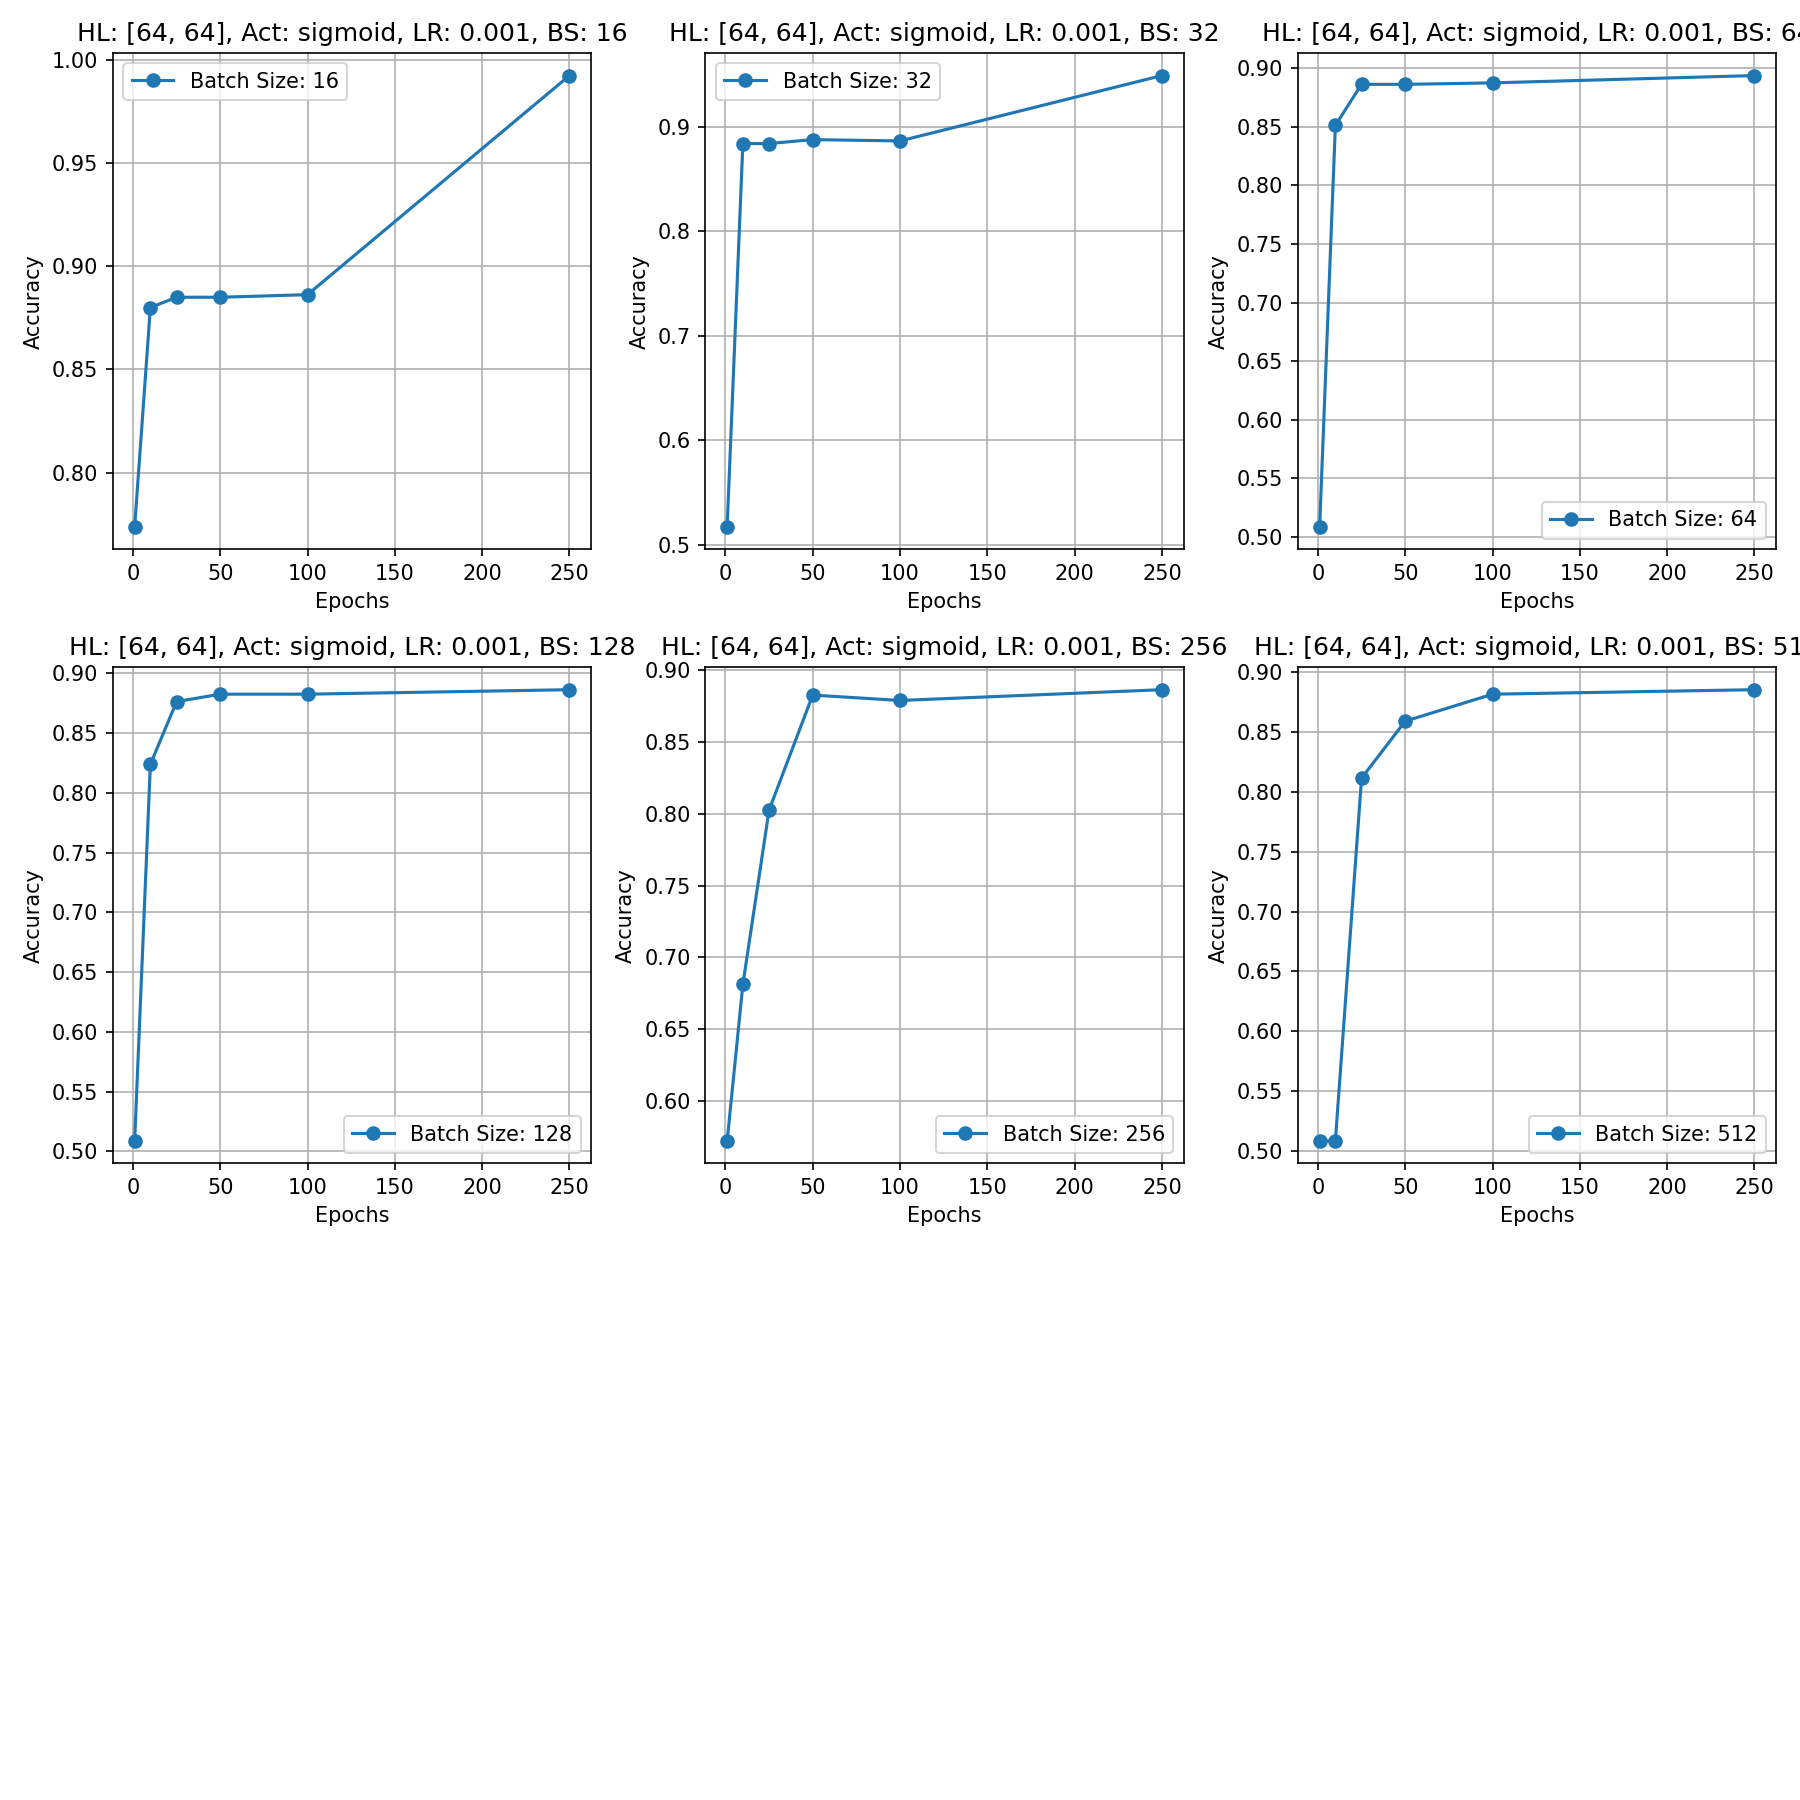 HL: [64, 64], Act: sigmoid, LR: 0.001, BS: 16
Batch Size: 16
1.00
0.95
0.90
0.85
0.80
Accuracy
0 50 100 150 200 250
Epochs
HL: [64, 64], Act: sigmoid, LR: 0.001, BS: 32
Batch Size: 32
0.9
0.8
0.7
0.6
0.5
Accuracy
0 50 100 150 200 250
Epochs
HL: [64, 64], Act: sigmoid, LR: 0.001, BS: 64
0.90
0.85
0.80
0.75
0.70
0.65
0.60
0.55
0.50
Accuracy
Batch Size: 64
0 50 100 150 200 250
Epochs
HL: [64, 64], Act: sigmoid, LR: 0.001, BS: 128
0.90
0.85
0.80
0.75
0.70
0.65
0.60
0.55
0.50
Accuracy
Batch Size: 128
0 50 100 150 200 250
Epochs
HL: [64, 64], Act: sigmoid, LR: 0.001, BS: 256
0.90
0.85
0.80
0.75
0.70
0.65
0.60
Accuracy
Batch Size: 256
0 50 100 150 200 250
Epochs
HL: [64, 64], Act: sigmoid, LR: 0.001, BS: 51
0.90
0.85
0.80
0.75
0.70
0.65
0.60
0.55
0.50
Accuracy
Batch Size: 512
0 50 100 150 200 250
Epochs